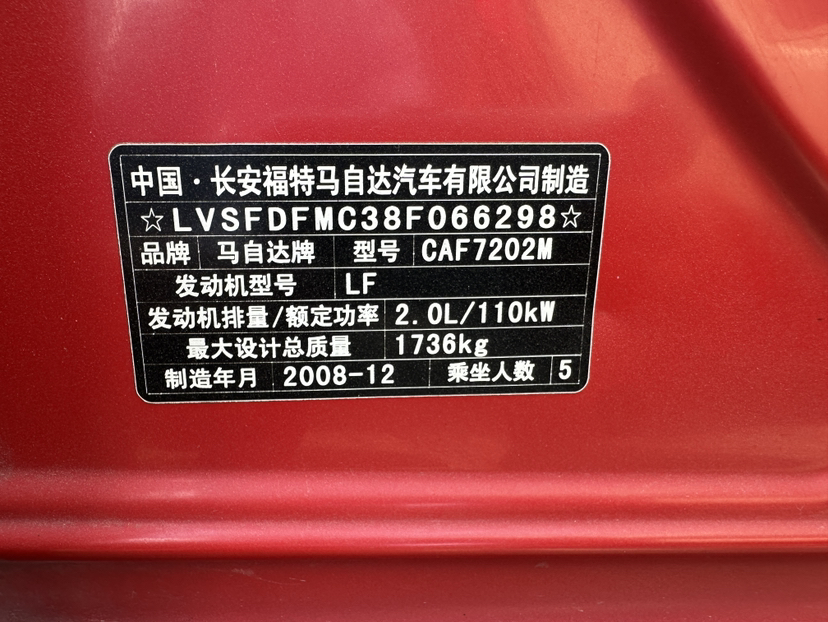 中国·长安福特马自达汽车有限公司制造
☆LVSFDFMC38F066298☆
品牌 马自达牌 型号 CAF7202M
发动机型号 LF
发动机排量/额定功率 2.0L/110kW
最大设计总质量 1736kg
制造年月 2008-12 乘坐人数 5